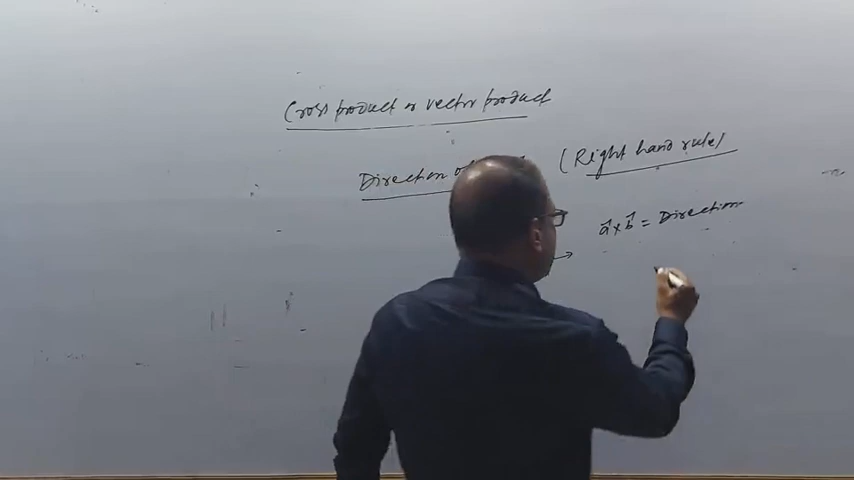 Cross product or vector product
Direction (Right hand rule)
→ a⃗×b⃗ = Direction